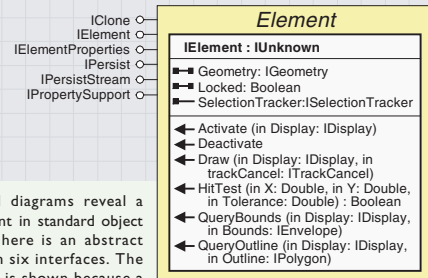 IClone
IElement
IElementProperties
IPersist
IPersistStream
IPropertySupport
Element
IElement : IUnknown
Geometry: IGeometry
Locked: Boolean
SelectionTracker:ISelectionTracker
Activate (in Display: IDisplay)
Deactivate
Draw (in Display: IDisplay, in
trackCancel: ITrackCancel)
HitTest (in X: Double, in Y: Double,
in Tolerance: Double) : Boolean
QueryBounds (in Display: IDisplay,
in Bounds: IEnvelope)
QueryOutline (in Display: IDisplay,
in Outline: IPolygon)
diagrams reveal a
nt in standard object
here is an abstract
six interfaces. The
is shown because a